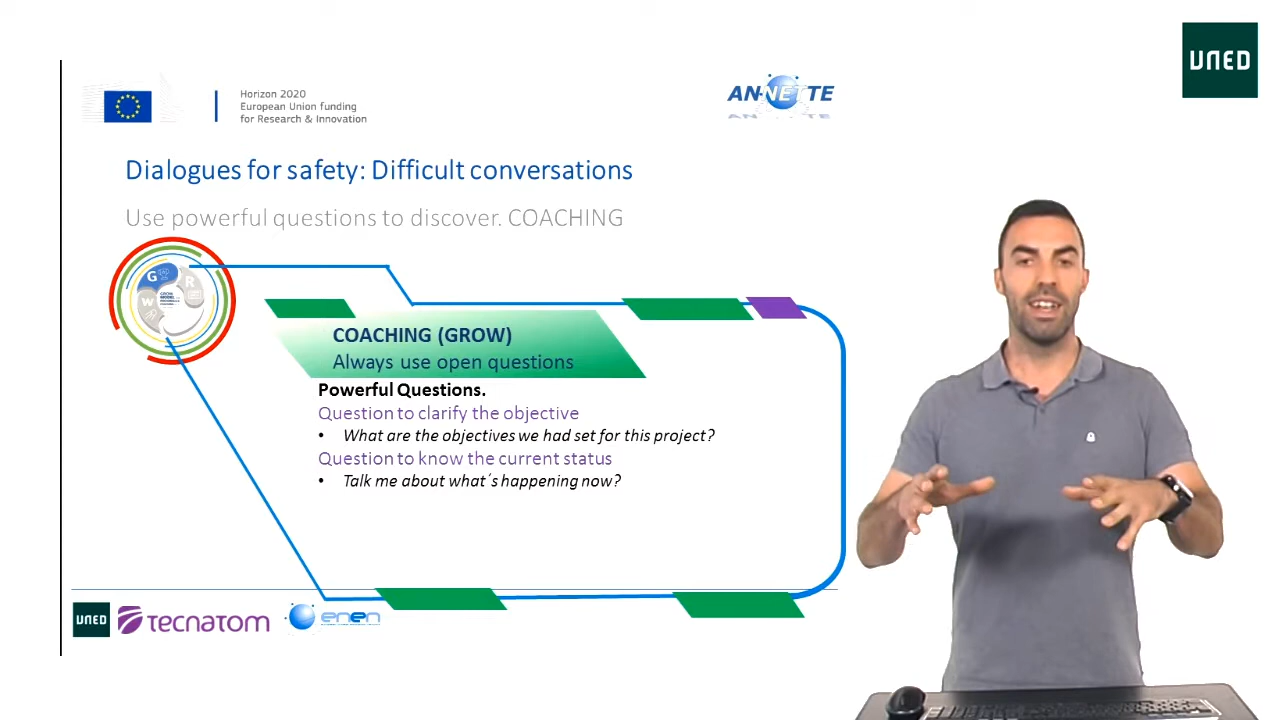 UNED
Horizon 2020
European Union funding
for Research & Innovation
ANNETTE
Dialogues for safety: Difficult conversations
Use powerful questions to discover. COACHING
G
R
W
COACHING (GROW)
Always use open questions
Powerful Questions.
Question to clarify the objective
• What are the objectives we had set for this project?
Question to know the current status
• Talk me about what´s happening now?
UNED
tecnatom
enen